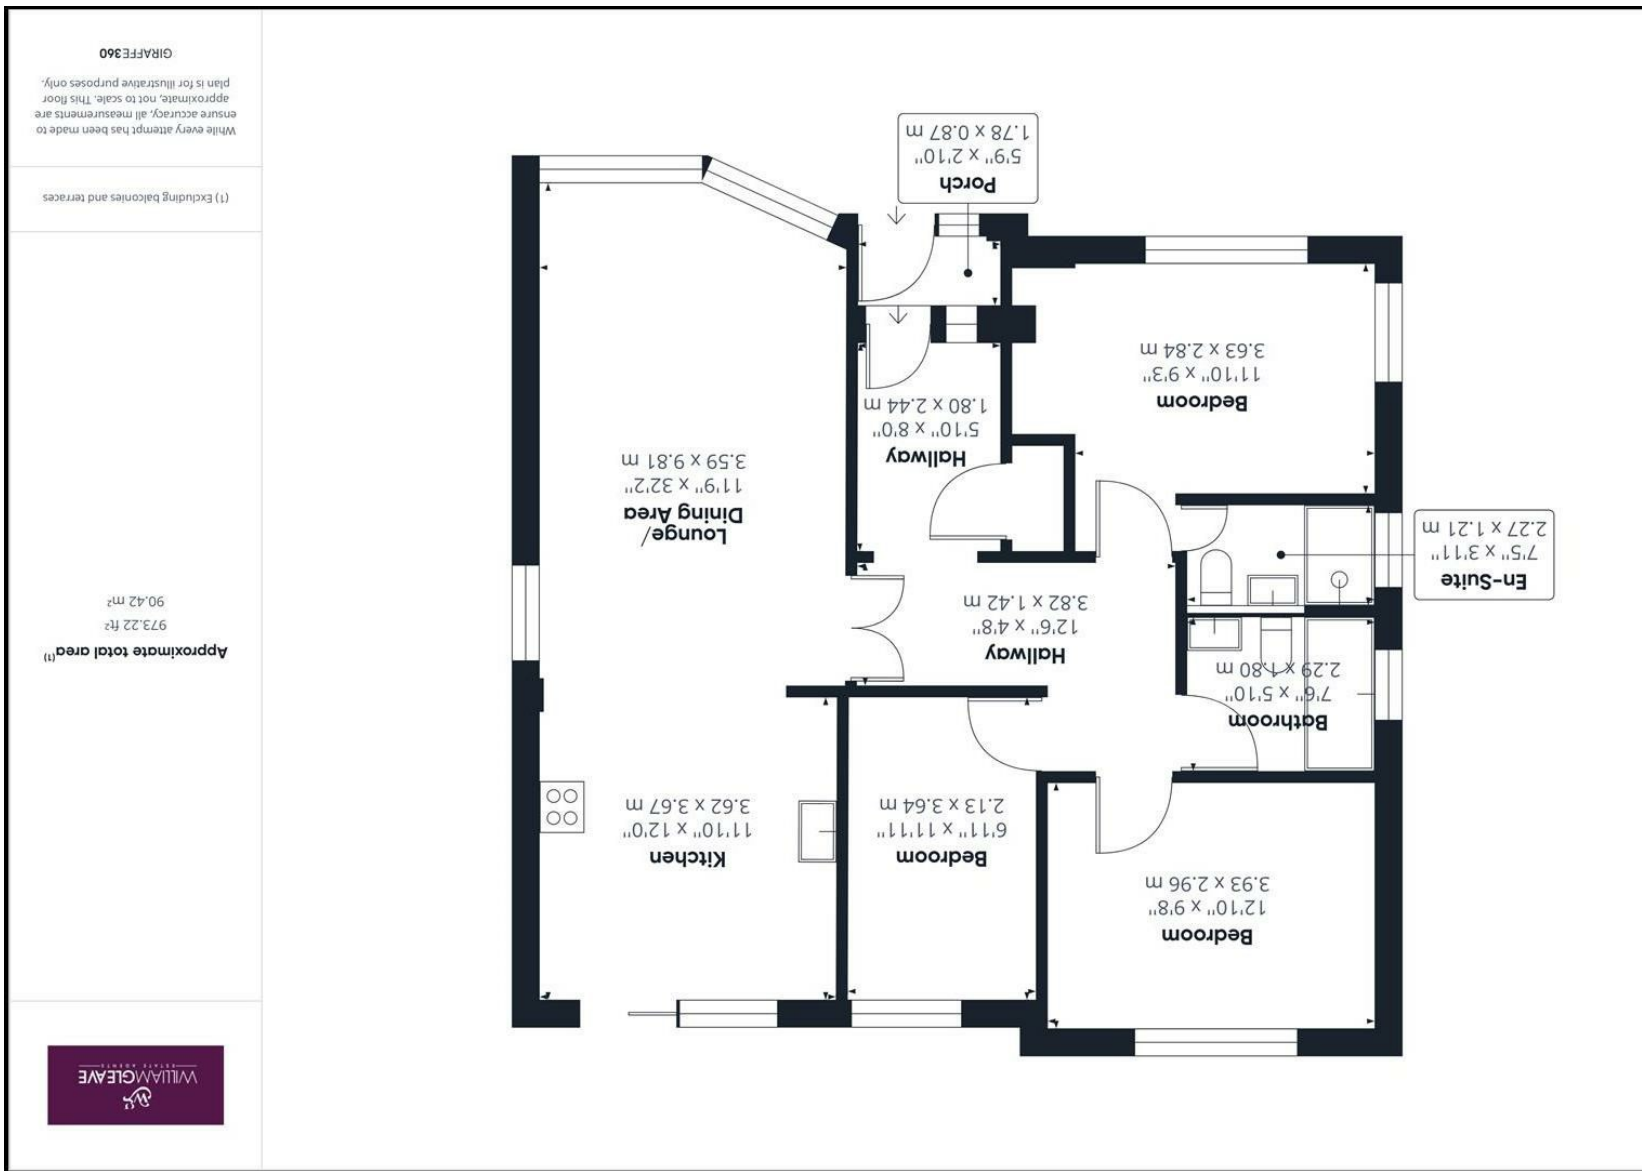 WILLIAMGLEAVE
ESTATE AGENTS
Approximate total area(1)
973.22 ft²
90.42 m²
(1) Excluding balconies and terraces
While every attempt has been made to
ensure accuracy, all measurements are
approximate, not to scale. This floor
plan is for illustrative purposes only.
GIRAFFE360
Bedroom
12'10" x 9'8"
3.93 x 2.96 m
Bedroom
6'11" x 11'11"
2.13 x 3.64 m
Kitchen
11'10" x 12'0"
3.62 x 3.67 m
Bathroom
7'6" x 5'10"
2.29 x 1.80 m
Hallway
12'6" x 4'8"
3.82 x 1.42 m
En-Suite
7'5" x 3'11"
2.27 x 1.21 m
Lounge/
Dining Area
11'9" x 32'2"
3.59 x 9.81 m
Hallway
5'10" x 8'0"
1.80 x 2.44 m
Bedroom
11'10" x 9'3"
3.63 x 2.84 m
Porch
5'9" x 2'10"
1.78 x 0.87 m